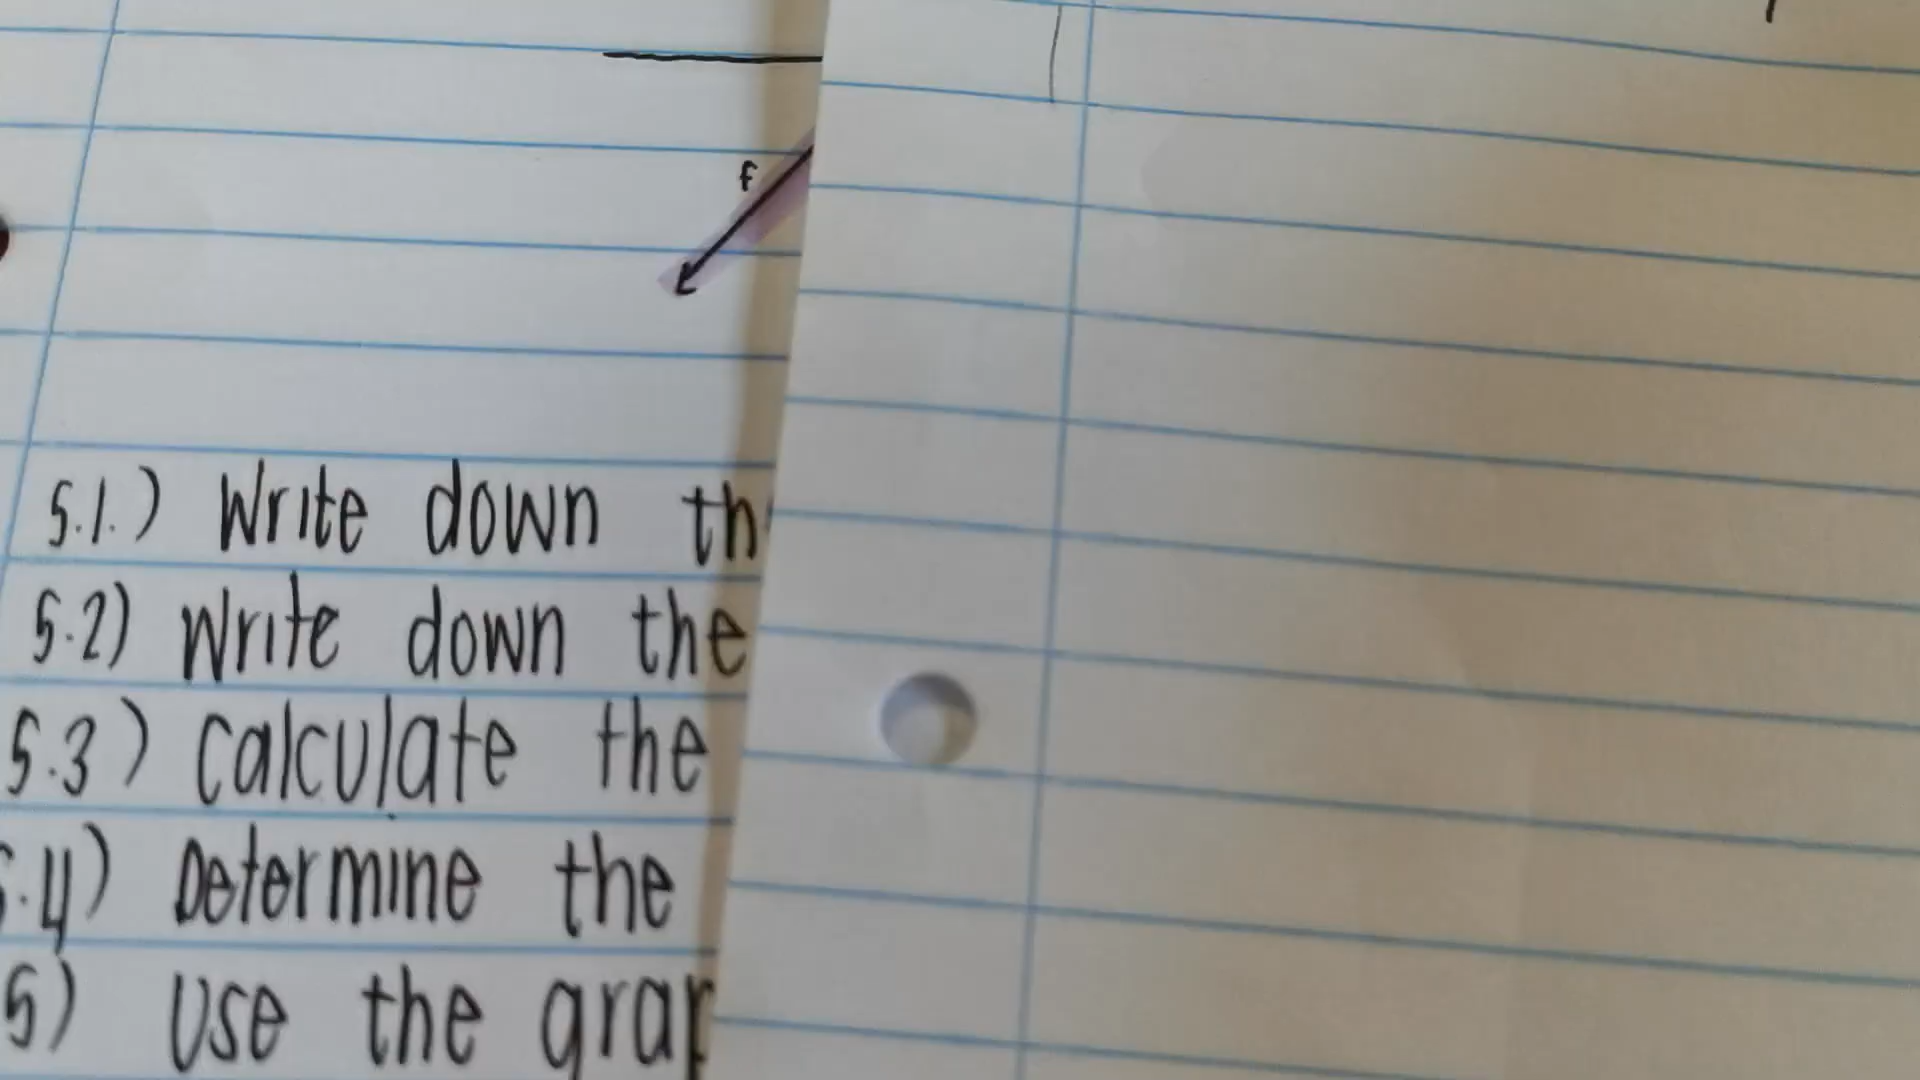 f
5.1.) Write down th
5.2) Write down the
5.3) calculate the
5.4) Determine the
5) Use the grap